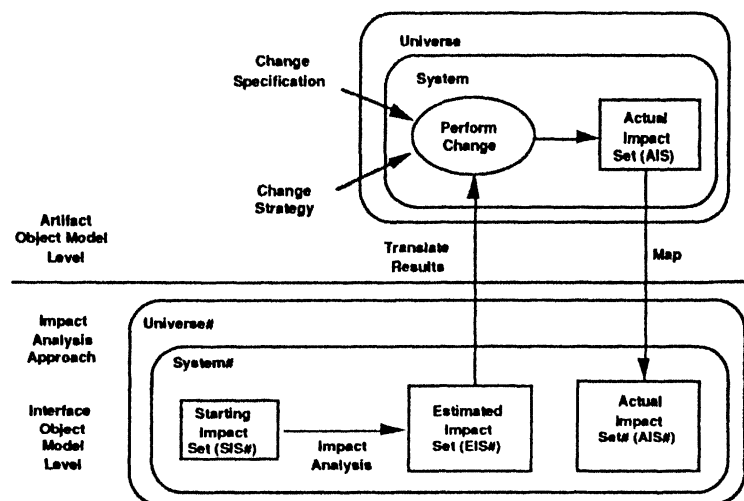 Universe
Change
Specification
System
Perform
Change
Actual
Impact
Set (AIS)
Change
Strategy
Artifact
Object Model
Level
Translate
Results
Map
Impact
Analysis
Approach
Universe#
System#
Interface
Object
Model
Level
Starting
Impact
Set (SIS#)
Impact
Analysis
Estimated
Impact
Set (EIS#)
Actual
Impact
Set# (AIS#)